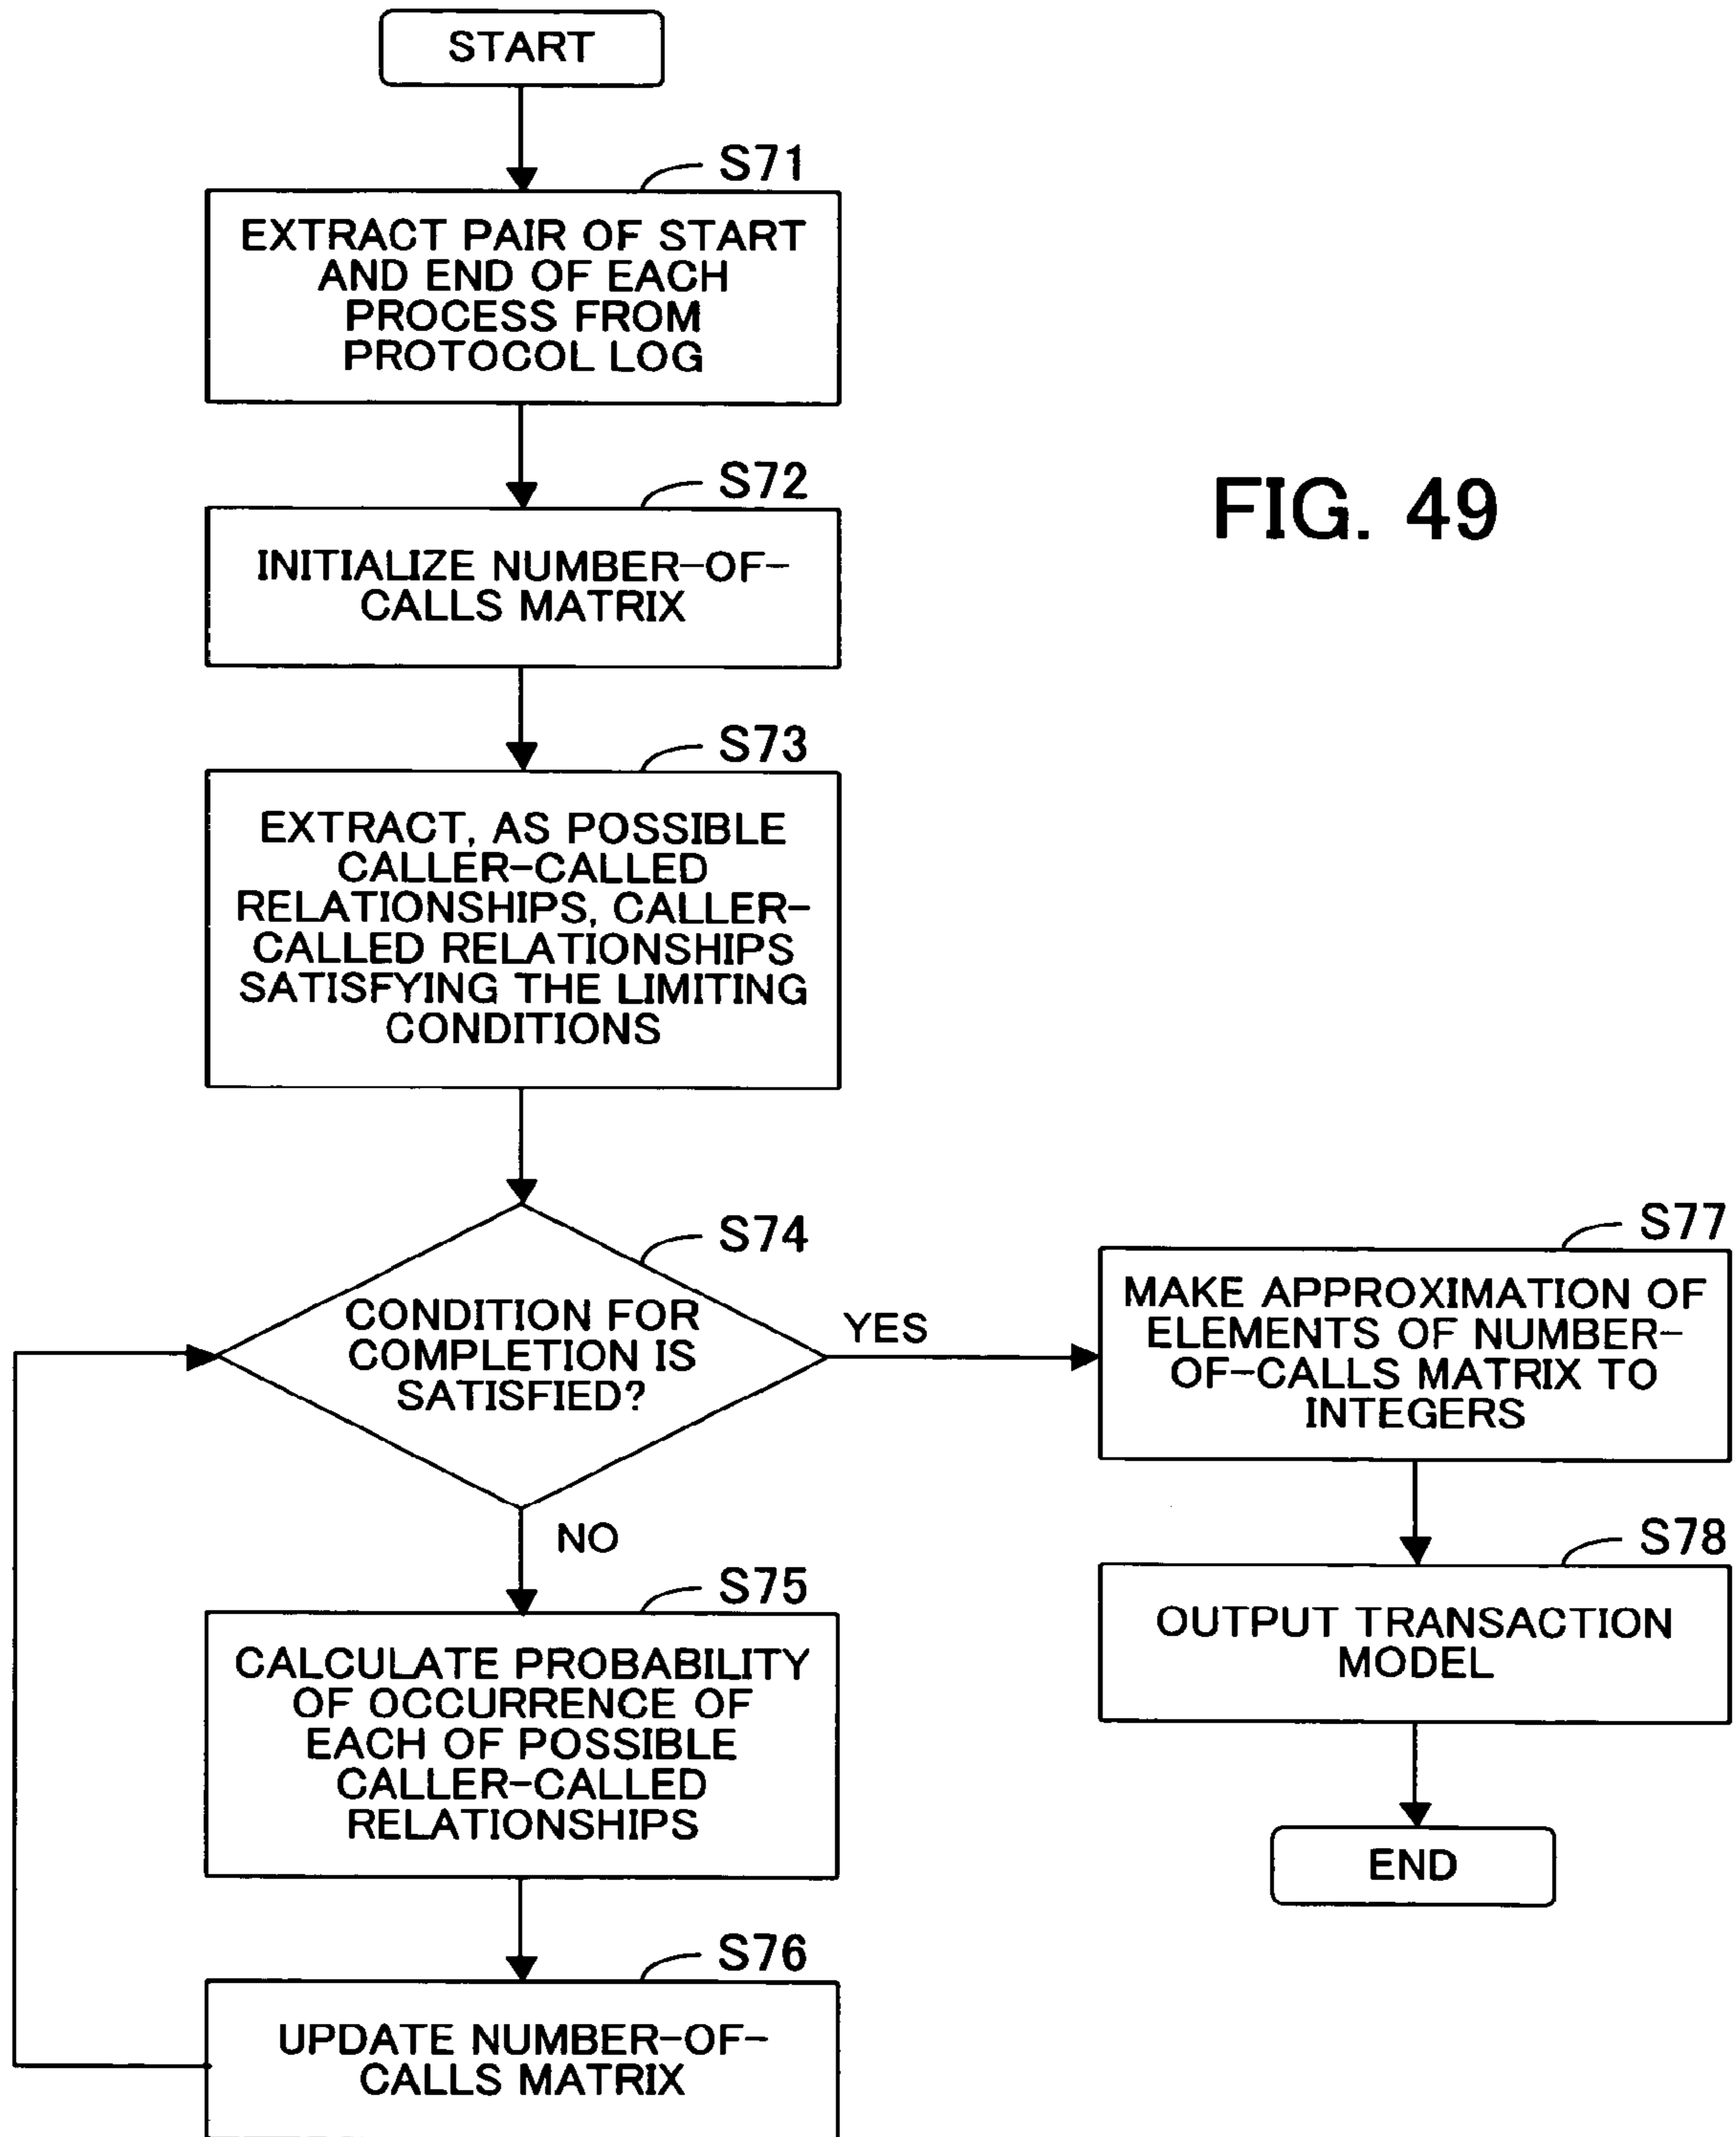 START
S71
EXTRACT PAIR OF START
AND END OF EACH
PROCESS FROM
PROTOCOL LOG
S72
INITIALIZE NUMBER-OF-
CALLS MATRIX
FIG. 49
S73
EXTRACT, AS POSSIBLE
CALLER-CALLED
RELATIONSHIPS, CALLER-
CALLED RELATIONSHIPS
SATISFYING THE LIMITING
CONDITIONS
S74
CONDITION FOR
COMPLETION IS
SATISFIED?
YES
NO
S75
CALCULATE PROBABILITY
OF OCCURRENCE OF
EACH OF POSSIBLE
CALLER-CALLED
RELATIONSHIPS
S76
UPDATE NUMBER-OF-
CALLS MATRIX
S77
MAKE APPROXIMATION OF
ELEMENTS OF NUMBER-
OF-CALLS MATRIX TO
INTEGERS
S78
OUTPUT TRANSACTION
MODEL
END